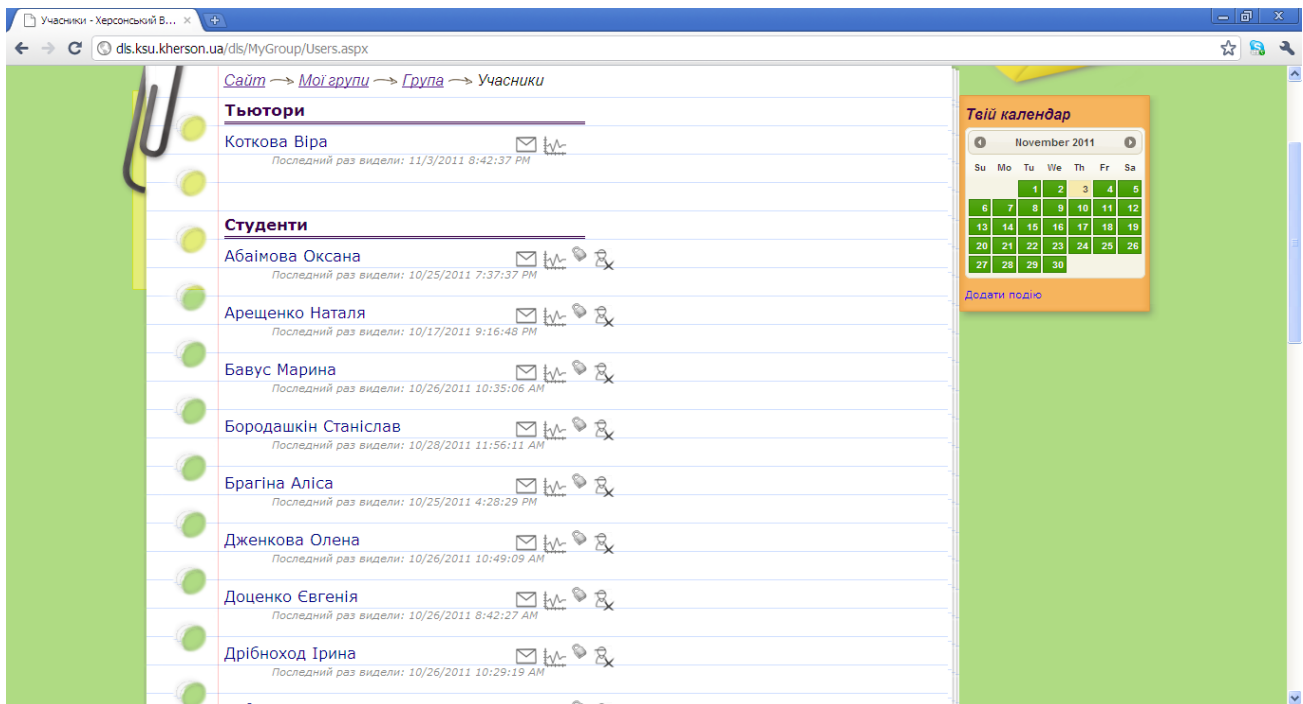 Учасники - Херсонський В...
dls.ksu.kherson.ua/dls/MyGroup/Users.aspx
Сайт → Мої групи → Група → Учасники
Тьютори
Коткова Віра
Последний раз видели: 11/3/2011 8:42:37 PM
Студенти
Абаімова Оксана
Последний раз видели: 10/25/2011 7:37:37 PM
Арещенко Наталя
Последний раз видели: 10/17/2011 9:16:48 PM
Бавус Марина
Последний раз видели: 10/26/2011 10:35:06 AM
Бородашкін Станіслав
Последний раз видели: 10/28/2011 11:56:11 AM
Брагіна Аліса
Последний раз видели: 10/25/2011 4:28:29 PM
Дженкова Олена
Последний раз видели: 10/26/2011 10:49:09 AM
Доценко Євгенія
Последний раз видели: 10/26/2011 8:42:27 AM
Дрібноход Ірина
Последний раз видели: 10/26/2011 10:29:19 AM
Твій календар
November 2011
Su Mo Tu We Th Fr Sa
1 2 3 4 5
6 7 8 9 10 11 12
13 14 15 16 17 18 19
20 21 22 23 24 25 26
27 28 29 30
Додати подію